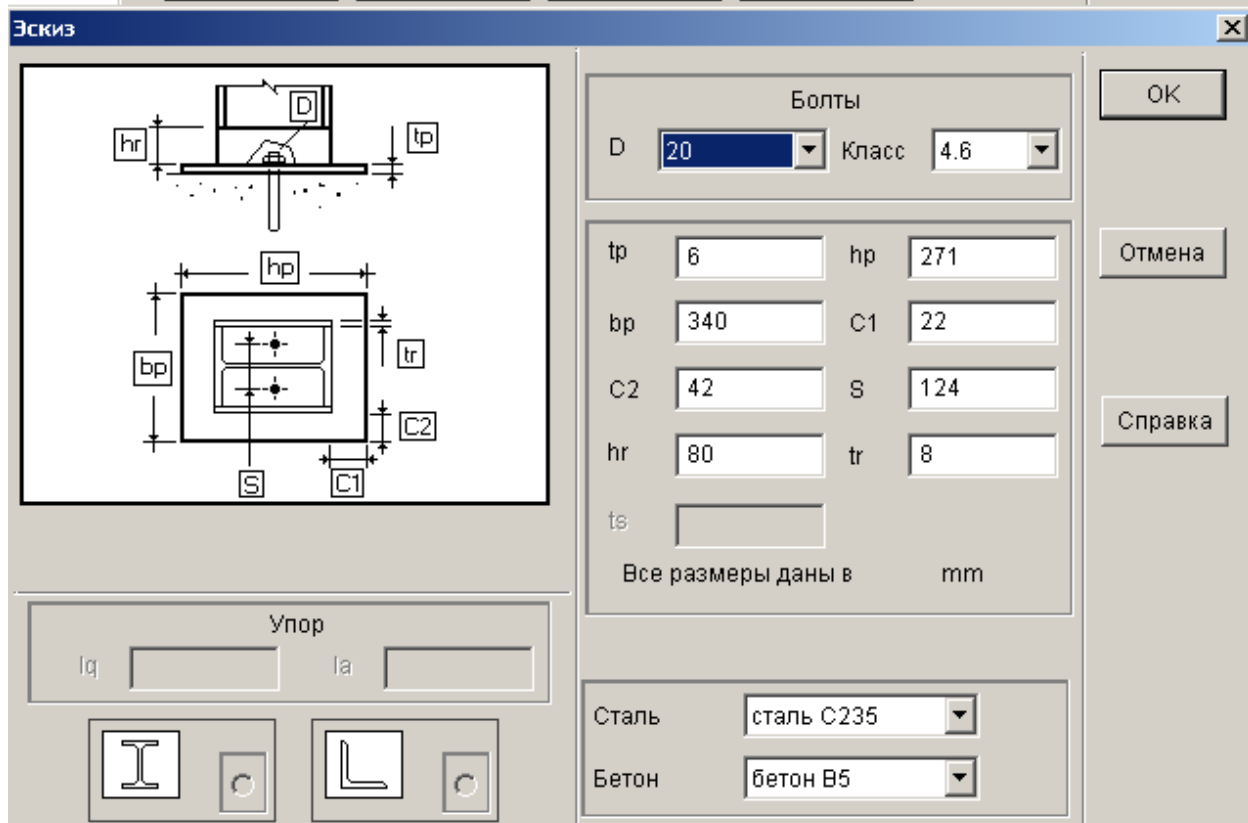 Эскиз
D
hr
tp
hp
bp
tr
C2
S
C1
Болты
D 20 Класс 4.6
tp 6 hp 271
bp 340 C1 22
C2 42 S 124
hr 80 tr 8
ts
Все размеры даны в mm
Упор
lq la
Сталь сталь C235
Бетон бетон B5
OK
Отмена
Справка